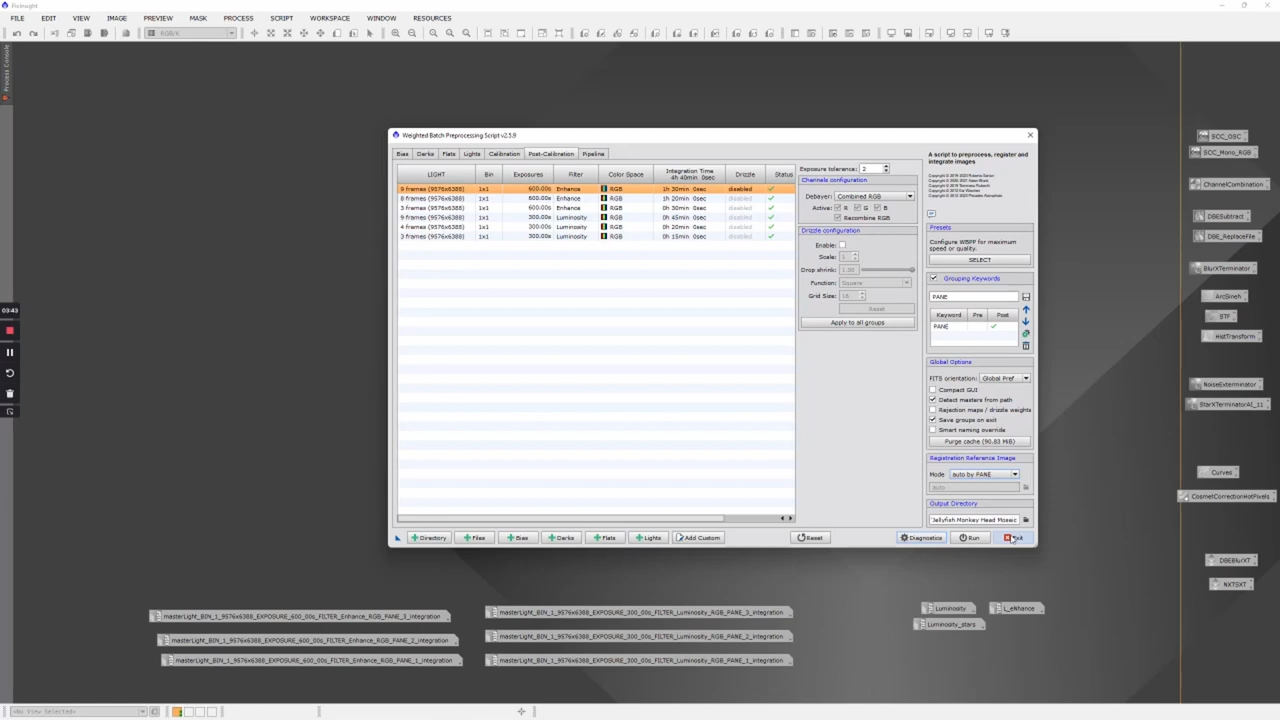 PixInsight
FILE EDIT VIEW IMAGE PREVIEW MASK PROCESS SCRIPT WORKSPACE WINDOW RESOURCES
RGB/K
Process Console
Weighted Batch Preprocessing Script v2.5.9
Bias Darks Flats Lights Calibration Post-Calibration Pipeline
LIGHT Bin Exposures Filter Color Space Integration Time 4h 40min 0sec Drizzle Status
9 frames (9576x6388) 1x1 600.00s Enhance RGB 1h 30min 0sec disabled
8 frames (9576x6388) 1x1 600.00s Enhance RGB 1h 20min 0sec disabled
3 frames (9576x6388) 1x1 600.00s Enhance RGB 0h 30min 0sec disabled
9 frames (9576x6388) 1x1 300.00s Luminosity RGB 0h 45min 0sec disabled
4 frames (9576x6388) 1x1 300.00s Luminosity RGB 0h 20min 0sec disabled
3 frames (9576x6388) 1x1 300.00s Luminosity RGB 0h 15min 0sec disabled
Exposure tolerance: 2
Channels configuration
Debayer: Combined RGB
Active: R G B
Recombine RGB
Drizzle configuration
Enable:
Scale: 1
Drop shrink: 1.00
Function: Square
Grid Size: 16
Reset
Apply to all groups
A script to preprocess, register and
integrate images
Presets
Configure WBPP for maximum
speed or quality.
SELECT
Grouping Keywords
PANE
Keyword Pre Post
PANE
Global Options
FITS orientation: Global Pref
Compact GUI
Detect masters from path
Rejection maps / drizzle weights
Save groups on exit
Smart naming override
Purge cache (90.83 MiB)
Registration Reference Image
Mode auto by PANE
auto
Output Directory
'Jellyfish Monkey Head Mosaic
Directory Files Bias Darks Flats Lights Add Custom Reset Diagnostics Run Exit
03:43
SCC_OSC
SCC_Mono_RGB
ChannelCombination
DBESubtract
DBE_ReplaceFile
BlurXTerminator
ArcSineh
STF
HistTransform
NoiseExterminator
StarXTerminatorAI_11
Curves
CosmetCorrectionHotPixels
DBEBlurXT
NXTSXT
masterLight_BIN_1_9576x6388_EXPOSURE_600_00s_FILTER_Enhance_RGB_PANE_3_integration
masterLight_BIN_1_9576x6388_EXPOSURE_600_00s_FILTER_Enhance_RGB_PANE_2_integration
masterLight_BIN_1_9576x6388_EXPOSURE_600_00s_FILTER_Enhance_RGB_PANE_1_integration
masterLight_BIN_1_9576x6388_EXPOSURE_300_00s_FILTER_Luminosity_RGB_PANE_3_integration
masterLight_BIN_1_9576x6388_EXPOSURE_300_00s_FILTER_Luminosity_RGB_PANE_2_integration
masterLight_BIN_1_9576x6388_EXPOSURE_300_00s_FILTER_Luminosity_RGB_PANE_1_integration
Luminosity
L_eNhance
Luminosity_stars
<No View Selected>